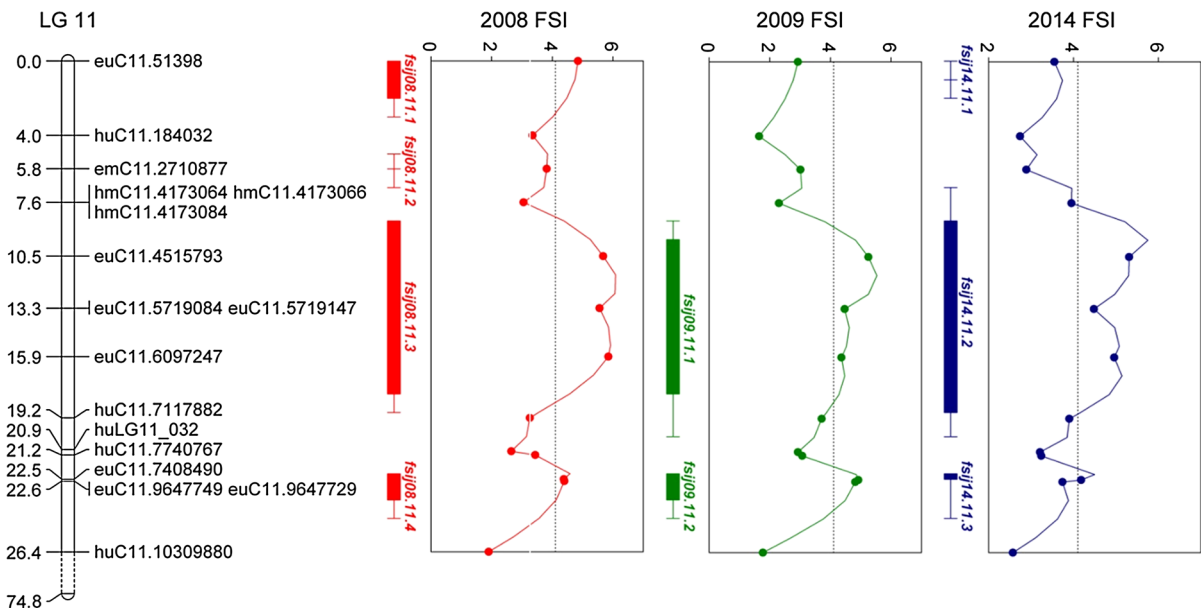 LG 11
2008 FSI
2009 FSI
2014 FSI
0 2 4 6
0 2 4 6
2 4 6
0.0 euC11.51398
4.0 huC11.184032
5.8 emC11.2710877
hmC11.4173064 hmC11.4173066
7.6 hmC11.4173084
10.5 euC11.4515793
13.3 euC11.5719084 euC11.5719147
15.9 euC11.6097247
19.2 huC11.7117882
20.9 huLG11_032
21.2 huC11.7740767
22.5 euC11.7408490
22.6 euC11.9647749 euC11.9647729
26.4 huC11.10309880
74.8
fsij08.11.1
fsij08.11.2
fsij08.11.3
fsij08.11.4
fsij09.11.1
fsij09.11.2
fsij14.11.1
fsij14.11.2
fsij14.11.3